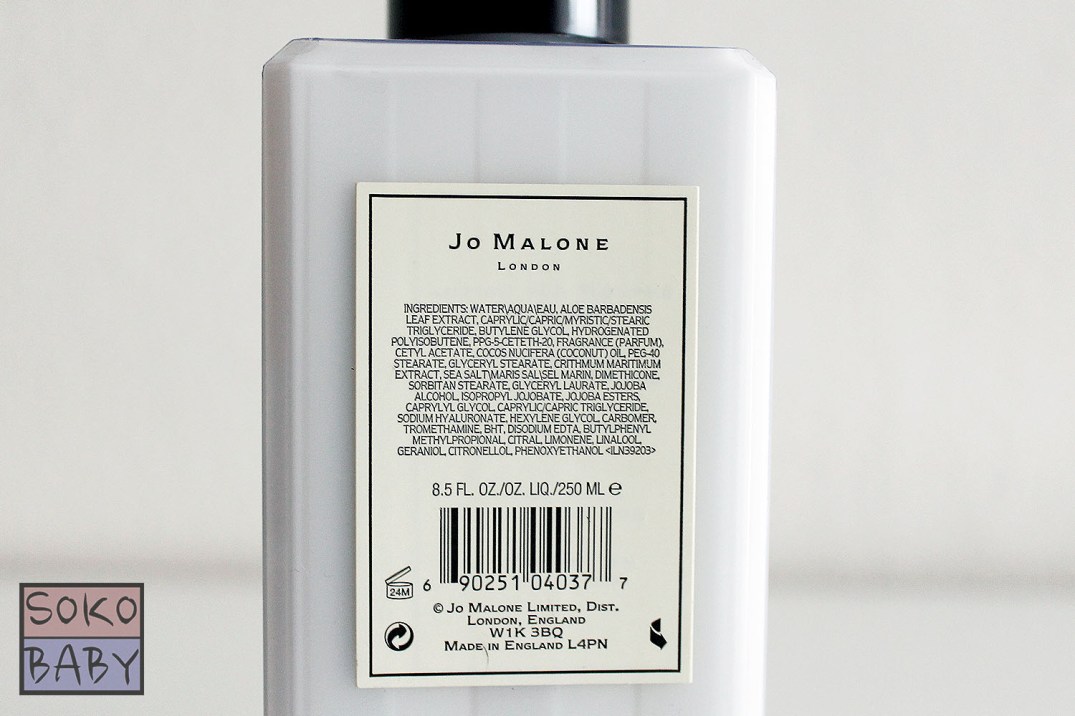 JO MALONE
LONDON
INGREDIENTS: WATER\AQUA\EAU, ALOE BARBADENSIS
LEAF EXTRACT, CAPRYLIC/CAPRIC/MYRISTIC/STEARIC
TRIGLYCERIDE, BUTYLENE GLYCOL, HYDROGENATED
POLYISOBUTENE, PPG-5-CETETH-20, FRAGRANCE (PARFUM),
CETYL ACETATE, COCOS NUCIFERA (COCONUT) OIL, PEG-40
STEARATE, GLYCERYL STEARATE, CRITHMUM MARITIMUM
EXTRACT, SEA SALT\MARIS SAL\SEL MARIN, DIMETHICONE,
SORBITAN STEARATE, GLYCERYL LAURATE, JOJOBA
ALCOHOL, ISOPROPYL JOJOBATE, JOJOBA ESTERS,
CAPRYLYL GLYCOL, CAPRYLIC/CAPRIC TRIGLYCERIDE,
SODIUM HYALURONATE, HEXYLENE GLYCOL, CARBOMER,
TROMETHAMINE, BHT, DISODIUM EDTA, BUTYLPHENYL
METHYLPROPIONAL, CITRAL, LIMONENE, LINALOOL,
GERANIOL, CITRONELLOL, PHENOXYETHANOL <ILN39203>
8.5 FL. OZ./OZ. LIQ./250 ML ℮
24M
6 90251 04037 7
© JO MALONE LIMITED, DIST.
LONDON, ENGLAND
W1K 3BQ
MADE IN ENGLAND L4PN
SOKO
BABY